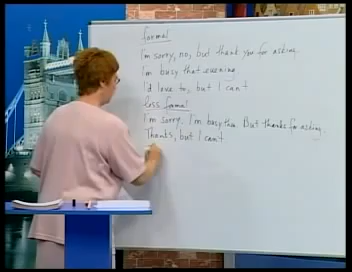 formal
I'm sorry, no, but thank you for asking.
I'm busy that evening
I'd love to, but I can't
less formal
I'm sorry. I'm busy then. But thanks for asking.
Thanks, but I can't